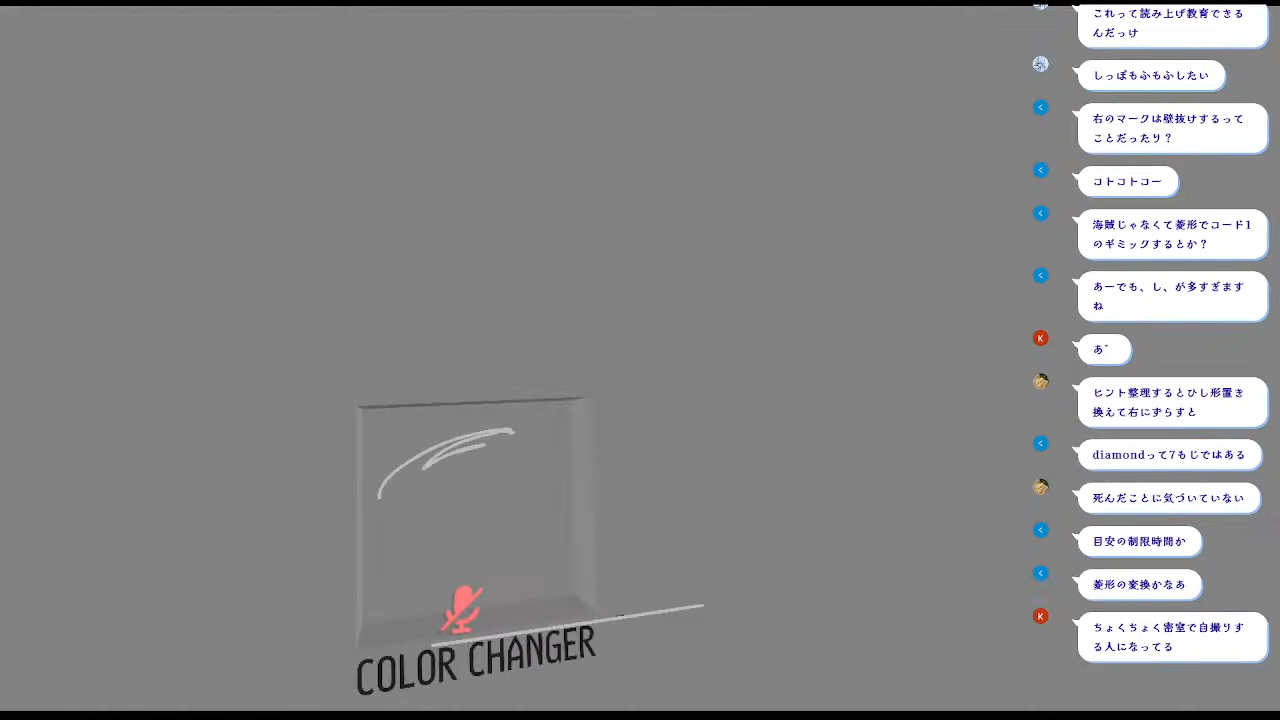 これって読み上げ教育できる
んだっけ
しっぽもふもふしたい
右のマークは壁抜けするって
ことだったり？
コトコトコー
海賊じゃなくて菱形でコード1
のギミックするとか？
あーでも、し、が多すぎます
ね
あ゛
ヒント整理するとひし形置き
換えて右にずらすと
diamondって7もじではある
死んだことに気づいていない
目安の制限時間か
菱形の変換かなあ
ちょくちょく密室で自撮りす
る人になってる
COLOR CHANGER
K
K